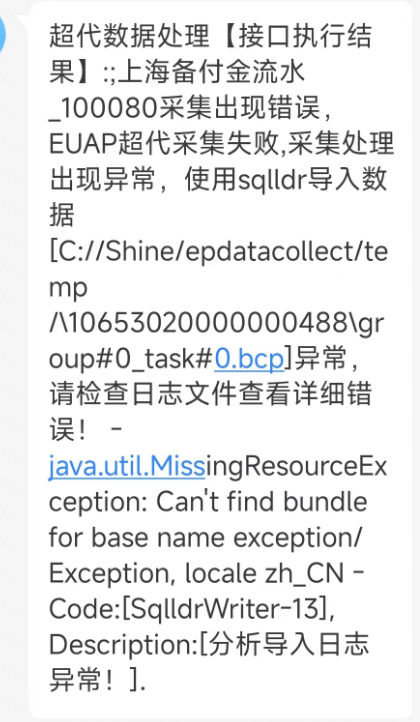 超代数据处理【接口执行结
果】:;上海备付金流水
_100080采集出现错误，
EUAP超代采集失败,采集处理
出现异常，使用sqlldr导入数
据
[C://Shine/epdatacollect/te
mp
/\10653020000000488\gr
oup#0_task#0.bcp]异常，
请检查日志文件查看详细错
误！ -
java.util.MissingResourceEx
ception: Can't find bundle
for base name exception/
Exception, locale zh_CN -
Code:[SqlldrWriter-13],
Description:[分析导入日志
异常！].